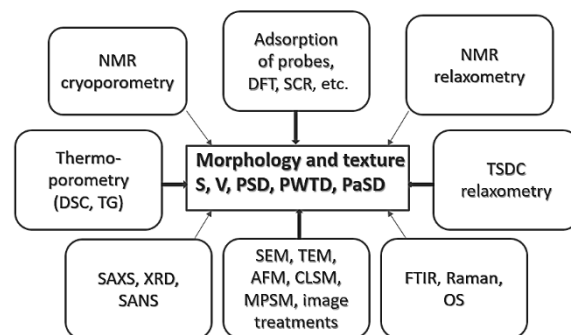 NMR
cryoporometry
Adsorption
of probes,
DFT, SCR, etc.
NMR
relaxometry
Thermo-
porometry
(DSC, TG)
Morphology and texture
S, V, PSD, PWTD, PaSD
TSDC
relaxometry
SAXS, XRD,
SANS
SEM, TEM,
AFM, CLSM,
MPSM, image
treatments
FTIR, Raman,
OS